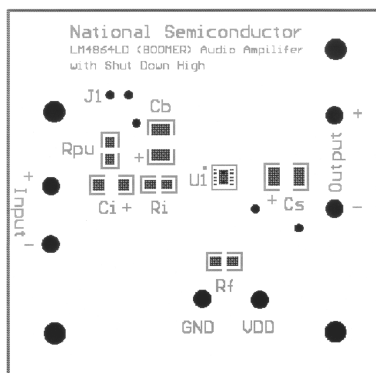 National Semiconductor
LM4864LD (BOOMER) Audio Ampilifer
with Shut Down High
J1
Cb
Rpu
+
U1
+
+
Output
-
+
Input
-
Ci +
Ri
+ Cs
Rf
GND
VDD